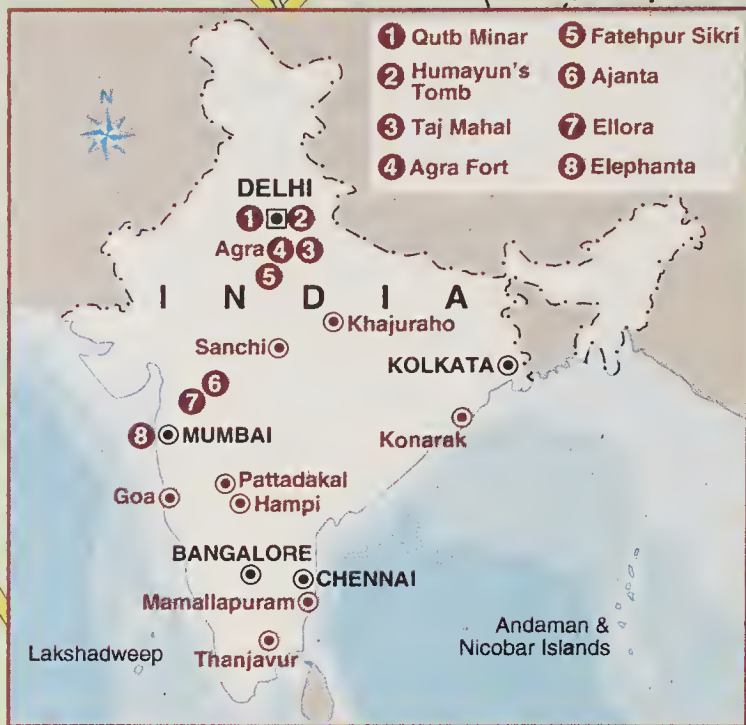 1 Qutb Minar
2 Humayun's
Tomb
3 Taj Mahal
4 Agra Fort
5 Fatehpur Sikri
6 Ajanta
7 Ellora
8 Elephanta
N
DELHI
1 2
Agra 4 3
5
I N D I A
Khajuraho
Sanchi
KOLKATA
6
7
Konarak
8 MUMBAI
Pattadakal
Goa
Hampi
BANGALORE
CHENNAI
Mamallapuram
Andaman &
Nicobar Islands
Lakshadweep
Thanjavur